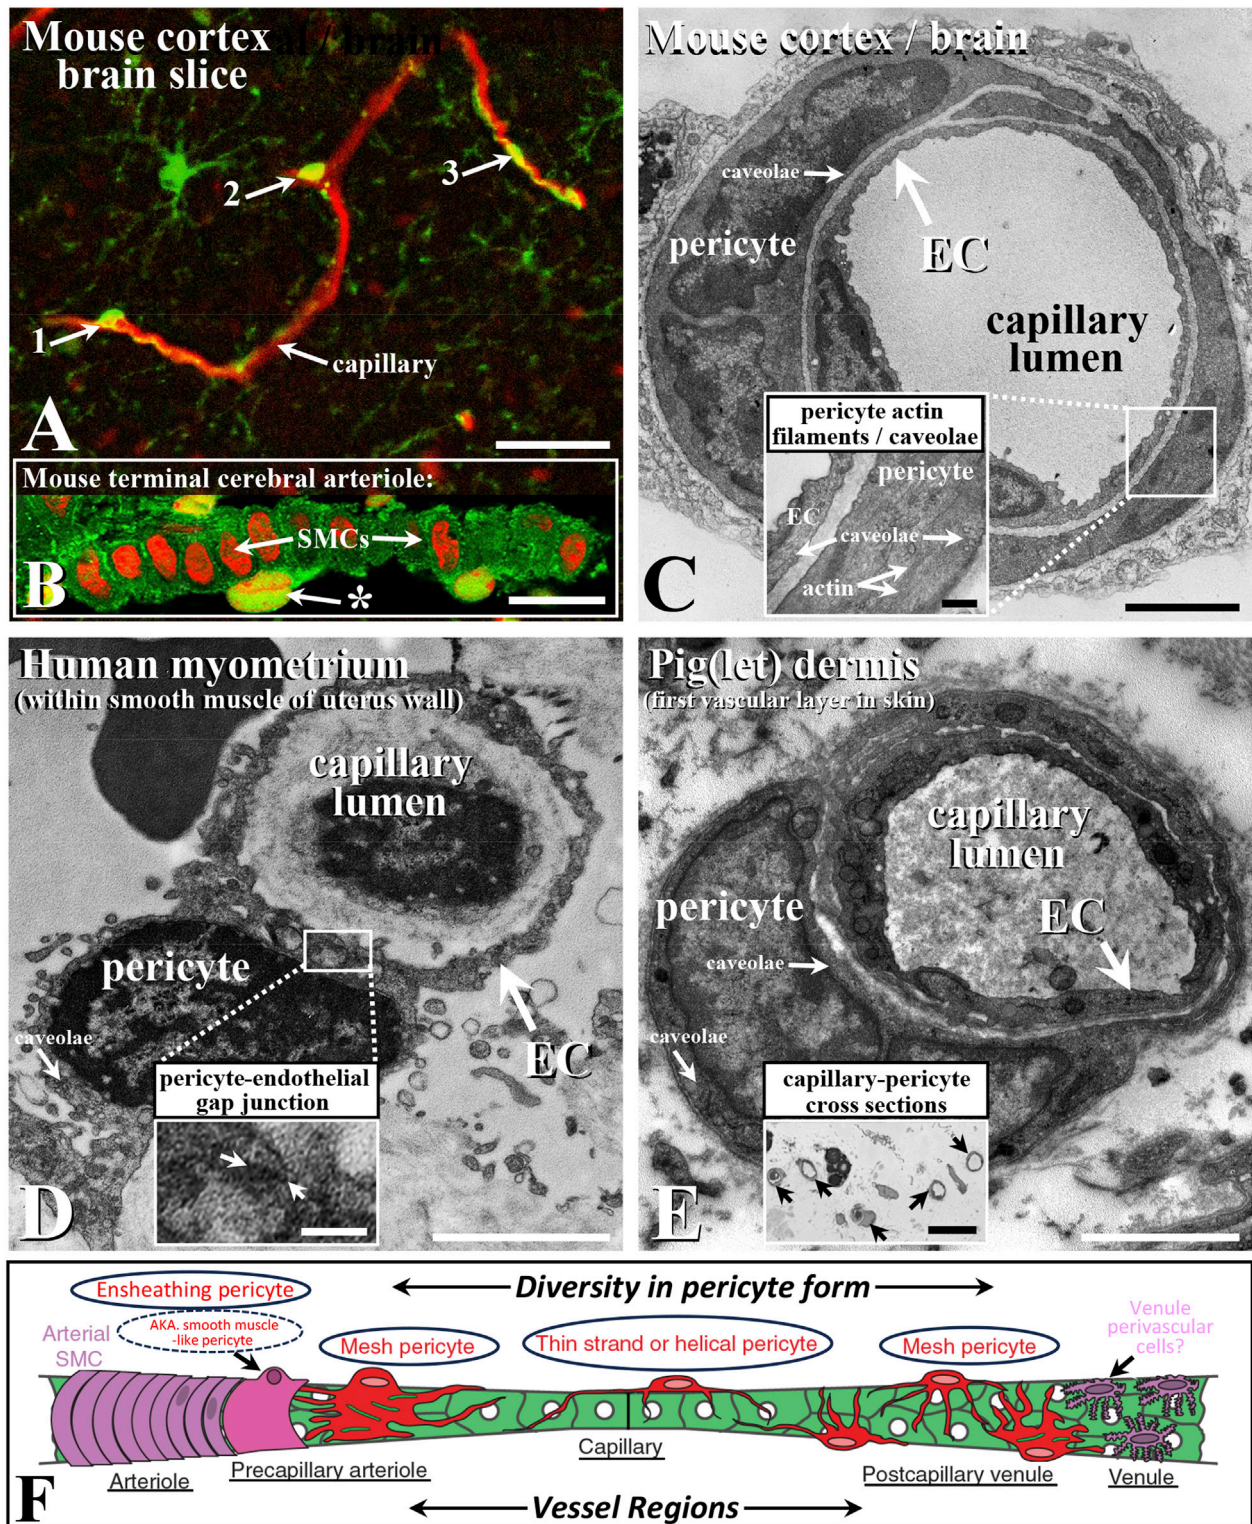 Mouse cortex / brain
brain slice
1
2
3
capillary
A
Mouse terminal cerebral arteriole:
SMCs
*
B
Mouse cortex / brain
caveolae
pericyte
EC
capillary
lumen
pericyte actin
filaments / caveolae
pericyte
EC
caveolae
actin
C
Human myometrium
(within smooth muscle of uterus wall)
capillary
lumen
pericyte
caveolae
EC
pericyte-endothelial
gap junction
D
Pig(let) dermis
(first vascular layer in skin)
capillary
lumen
pericyte
EC
caveolae
caveolae
capillary-pericyte
cross sections
E
Diversity in pericyte form
Ensheathing pericyte
AKA. smooth muscle
-like pericyte
Arterial
SMC
Mesh pericyte
Thin strand or helical pericyte
Mesh pericyte
Venule
perivascular
cells?
Arteriole
Precapillary arteriole
Capillary
Postcapillary venule
Venule
F
Vessel Regions